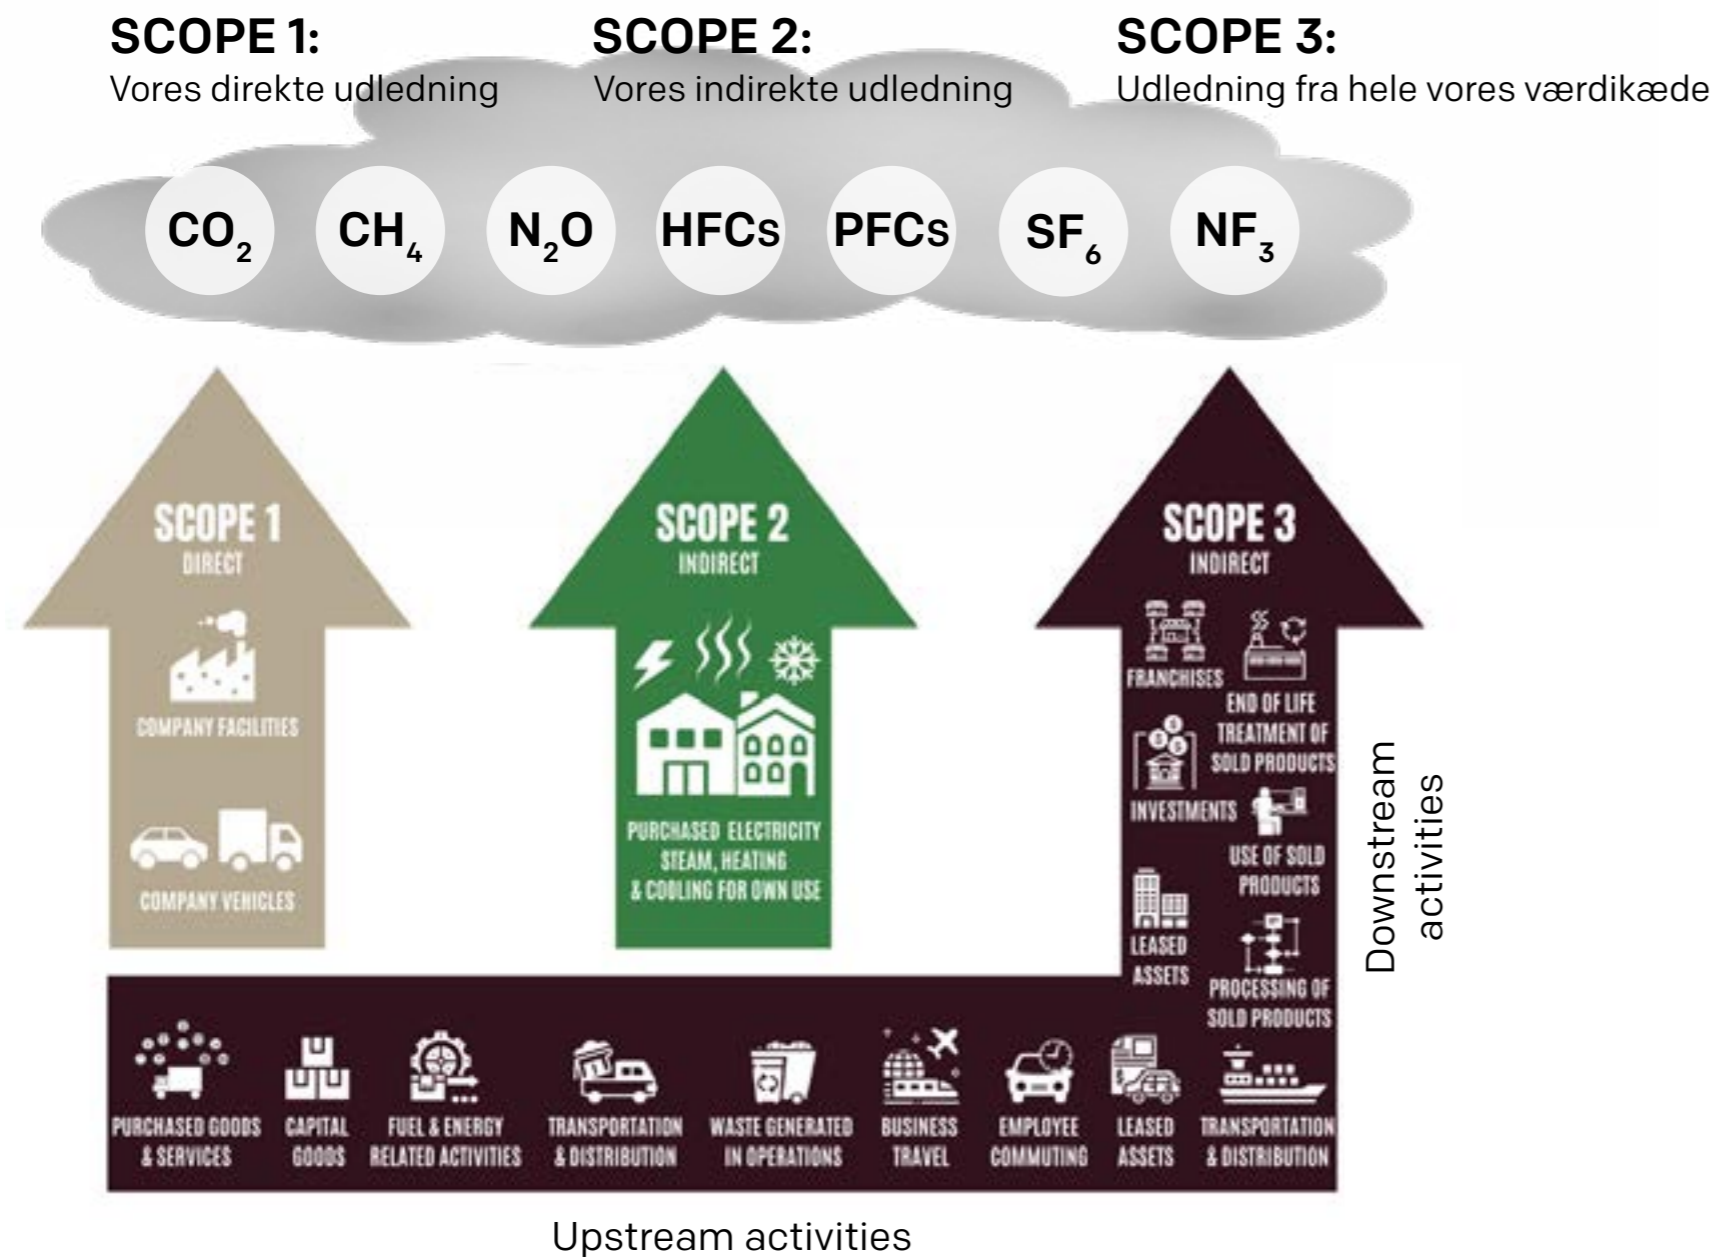 SCOPE 1:
Vores direkte udledning
SCOPE 2:
Vores indirekte udledning
SCOPE 3:
Udledning fra hele vores værdikæde
CO₂
CH₄
N₂O
HFCs
PFCs
SF₆
NF₃
SCOPE 1
DIRECT
COMPANY FACILITIES
COMPANY VEHICLES
SCOPE 2
INDIRECT
PURCHASED ELECTRICITY
STEAM, HEATING
& COOLING FOR OWN USE
SCOPE 3
INDIRECT
FRANCHISES
END OF LIFE
TREATMENT OF
SOLD PRODUCTS
INVESTMENTS
USE OF SOLD
PRODUCTS
LEASED
ASSETS
PROCESSING OF
SOLD PRODUCTS
Downstream
activities
PURCHASED GOODS
& SERVICES
CAPITAL
GOODS
FUEL & ENERGY
RELATED ACTIVITIES
TRANSPORTATION
& DISTRIBUTION
WASTE GENERATED
IN OPERATIONS
BUSINESS
TRAVEL
EMPLOYEE
COMMUTING
LEASED
ASSETS
TRANSPORTATION
& DISTRIBUTION
Upstream activities